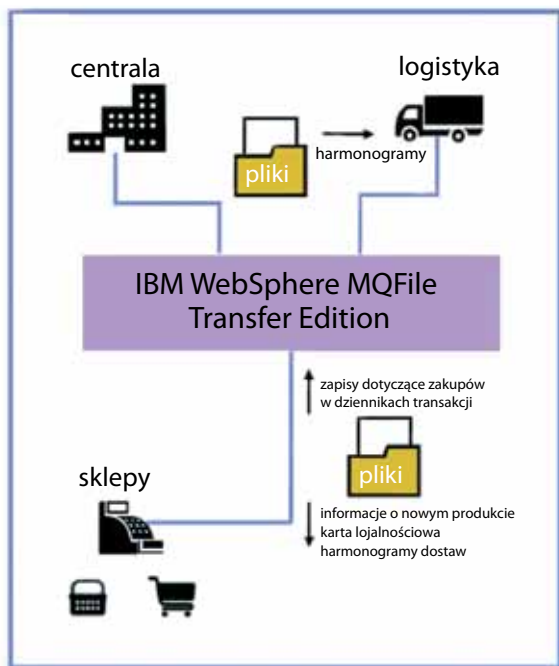 centrala
logistyka
pliki
harmonogramy
IBM WebSphere MQFile
Transfer Edition
zapisy dotyczące zakupów
w dziennikach transakcji
pliki
sklepy
informacje o nowym produkcie
karta lojalnościowa
harmonogramy dostaw